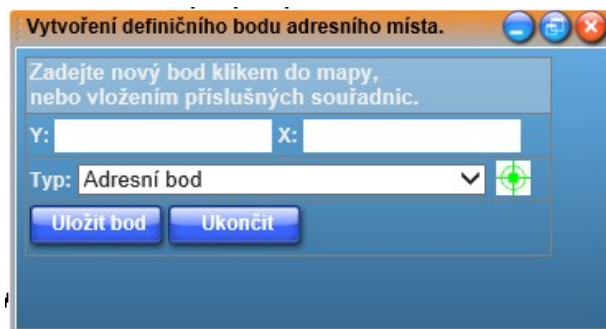 Vytvoření definičního bodu adresního místa.
Zadejte nový bod klikem do mapy,
nebo vložením příslušných souřadnic.
Y: X:
Typ: Adresní bod
Uložit bod Ukončit